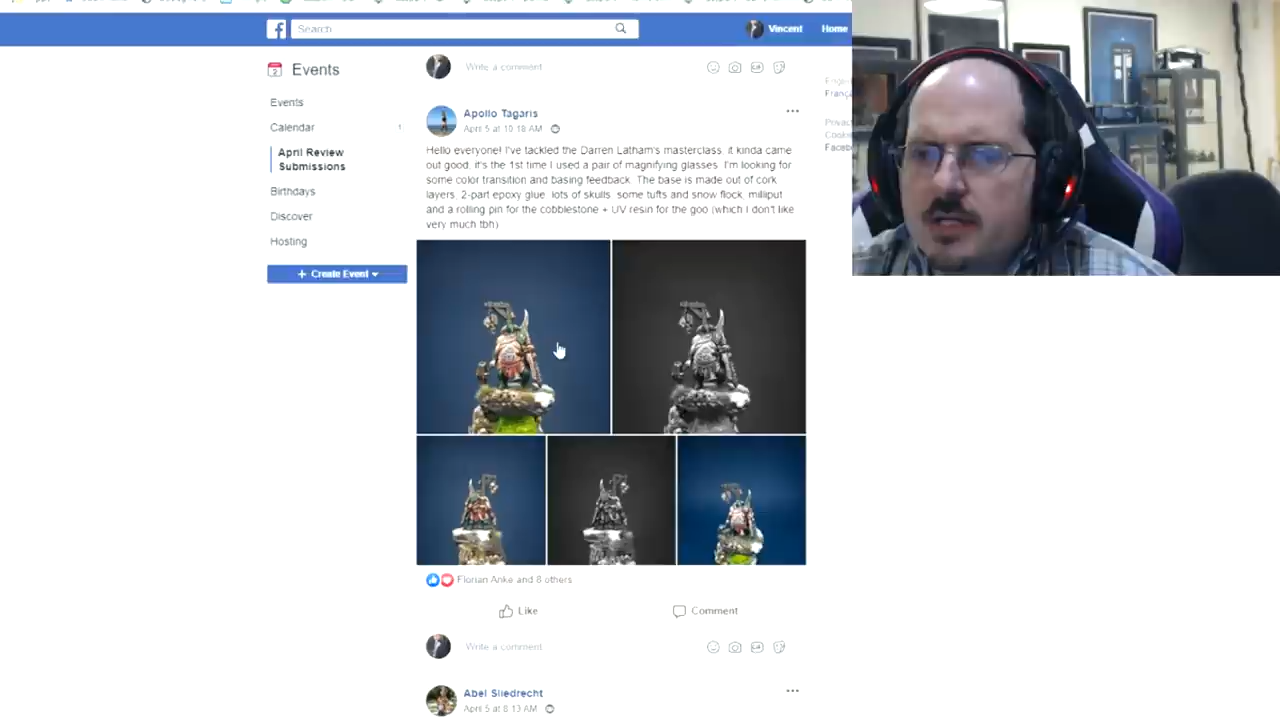 Search
Vincent
Home
Events
Write a comment
Events
Calendar
1
April Review
Submissions
Birthdays
Discover
Hosting
+ Create Event
Apollo Tagaris
April 5 at 10:18 AM
Hello everyone! I've tackled the Darren Latham's masterclass, it kinda came
out good, it's the 1st time I used a pair of magnifying glasses. I'm looking for
some color transition and basing feedback. The base is made out of cork
layers, 2-part epoxy glue, lots of skulls, some tufts and snow flock, milliput
and a rolling pin for the cobblestone + UV resin for the goo (which I don't like
very much tbh)
Florian Anke and 8 others
Like
Comment
Write a comment
Abel Sliedrecht
April 5 at 8:13 AM
França
Privac
Cookie
Facebo